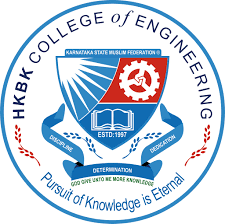 HKBK COLLEGE of ENGINEERING
KARNATAKA STATE MUSLIM FEDERATION ®
ESTD:1997
DISCIPLINE
DEDICATION
DETERMINATION
GOD GIVE UNTO ME MORE KNOWLEDGE
Pursuit of Knowledge is Eternal